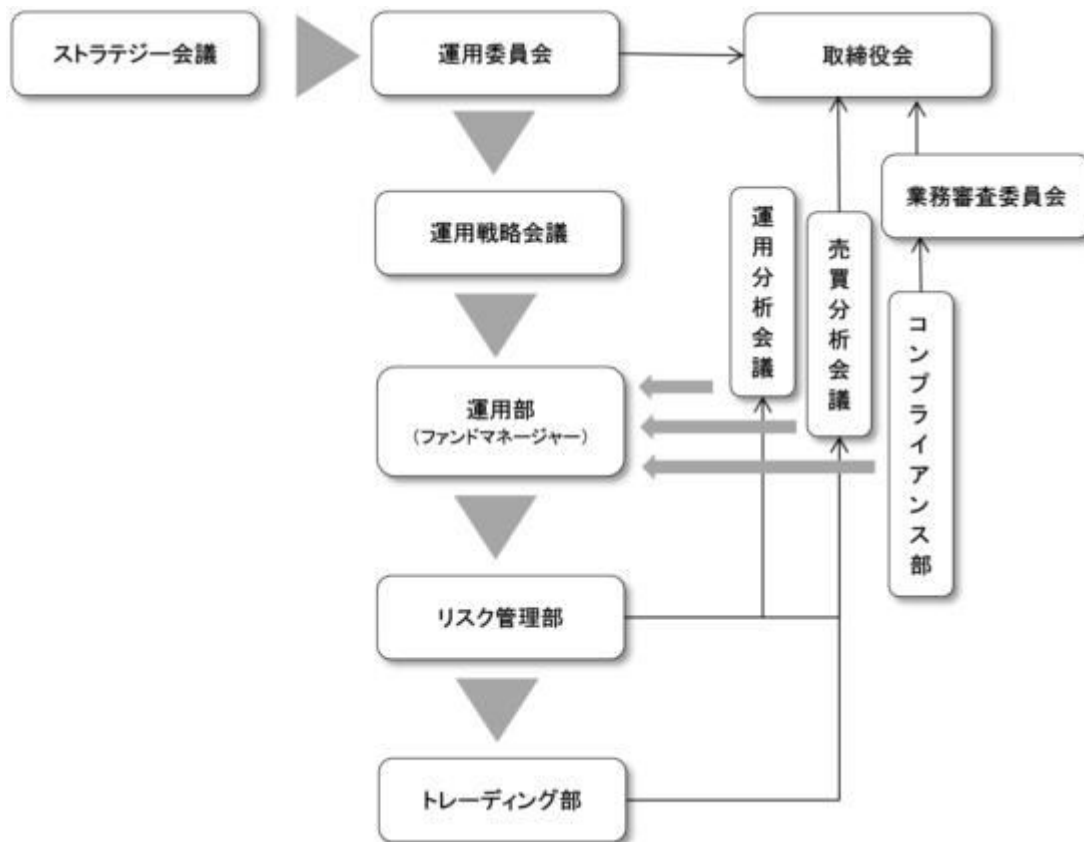 ストラテジー会議
運用委員会
取締役会
業務審査委員会
運用戦略会議
運用分析会議
売買分析会議
コンプライアンス部
運用部
(ファンドマネージャー)
リスク管理部
トレーディング部